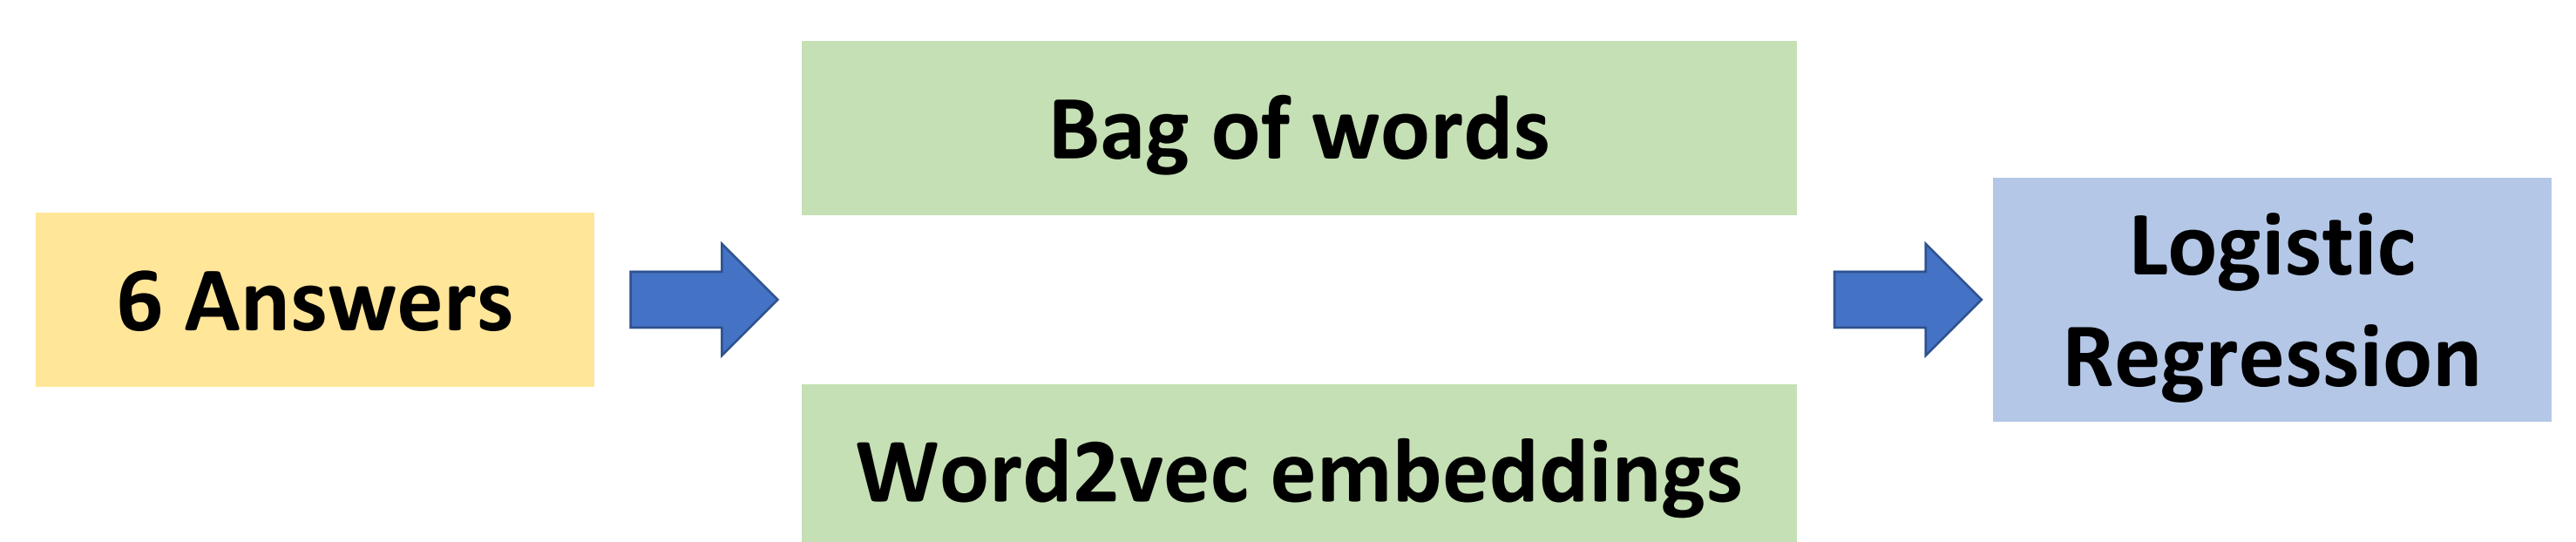 6 Answers
Bag of words
Word2vec embeddings
Logistic
Regression